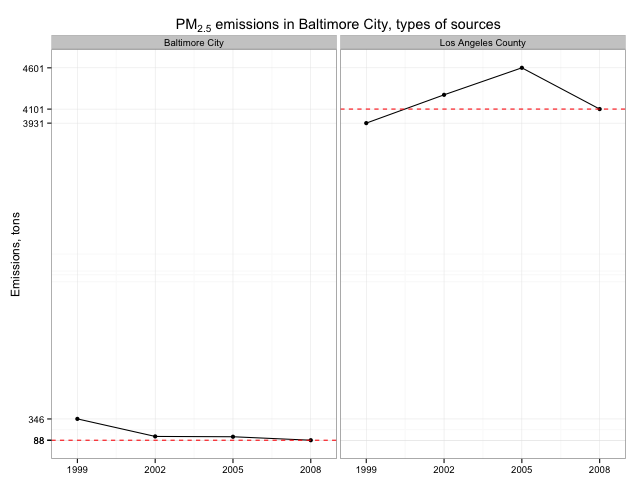 PM2.5 emissions in Baltimore City, types of sources
Baltimore City
Los Angeles County
Emissions, tons
4601
4101
3931
346
88
1999 2002 2005 2008
1999 2002 2005 2008